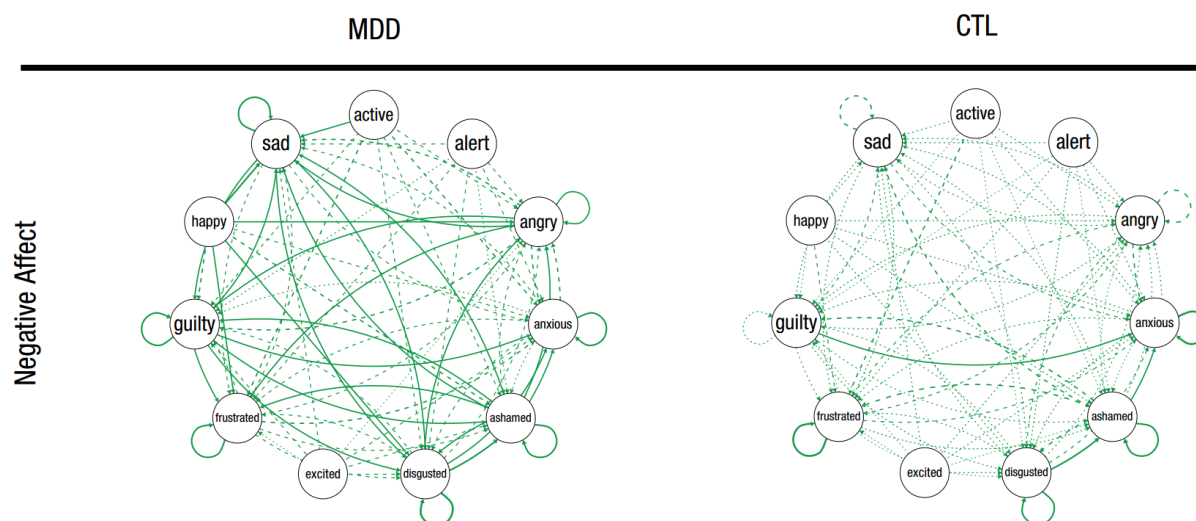 MDD
CTL
Negative Affect
active
sad
alert
happy
angry
guilty
anxious
frustrated
ashamed
excited
disgusted
active
sad
alert
happy
angry
guilty
anxious
frustrated
ashamed
excited
disgusted